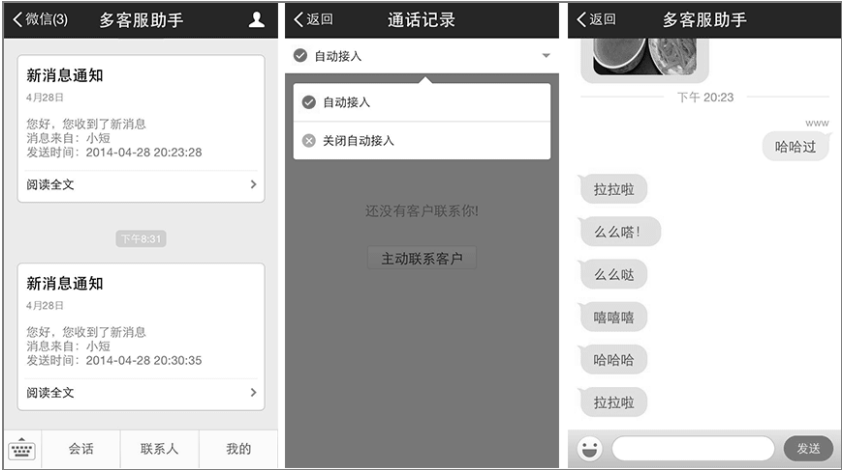 微信(3)
多客服助手
新消息通知
4月28日
您好，您收到了新消息
消息来自：小短
发送时间：2014-04-28 20:23:28
阅读全文
下午8:31
新消息通知
4月28日
您好，您收到了新消息
消息来自：小短
发送时间：2014-04-28 20:30:35
阅读全文
会话
联系人
我的
返回
通话记录
自动接入
自动接入
关闭自动接入
还没有客户联系你!
主动联系客户
返回
多客服助手
下午 20:23
www
哈哈过
拉拉啦
么么嗒！
么么哒
嘻嘻嘻
哈哈哈
拉拉啦
发送